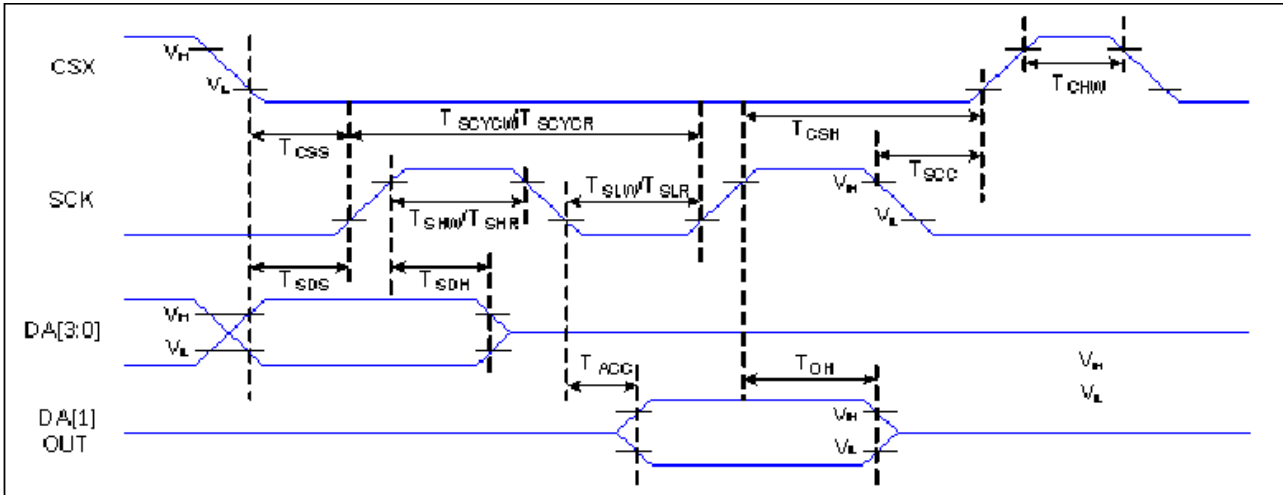 CSX
VIH
VIL
TCHW
TSCYCW/TSCYCR
TCSS
TCSH
TSCC
SCK
TSLW/TSLR
VIH
VIL
TSHW/TSHR
TSDS
TSDH
DA[3:0]
VIH
VIL
TACC
TOH
VIH
VIL
DA[1]
OUT
VIH
VIL